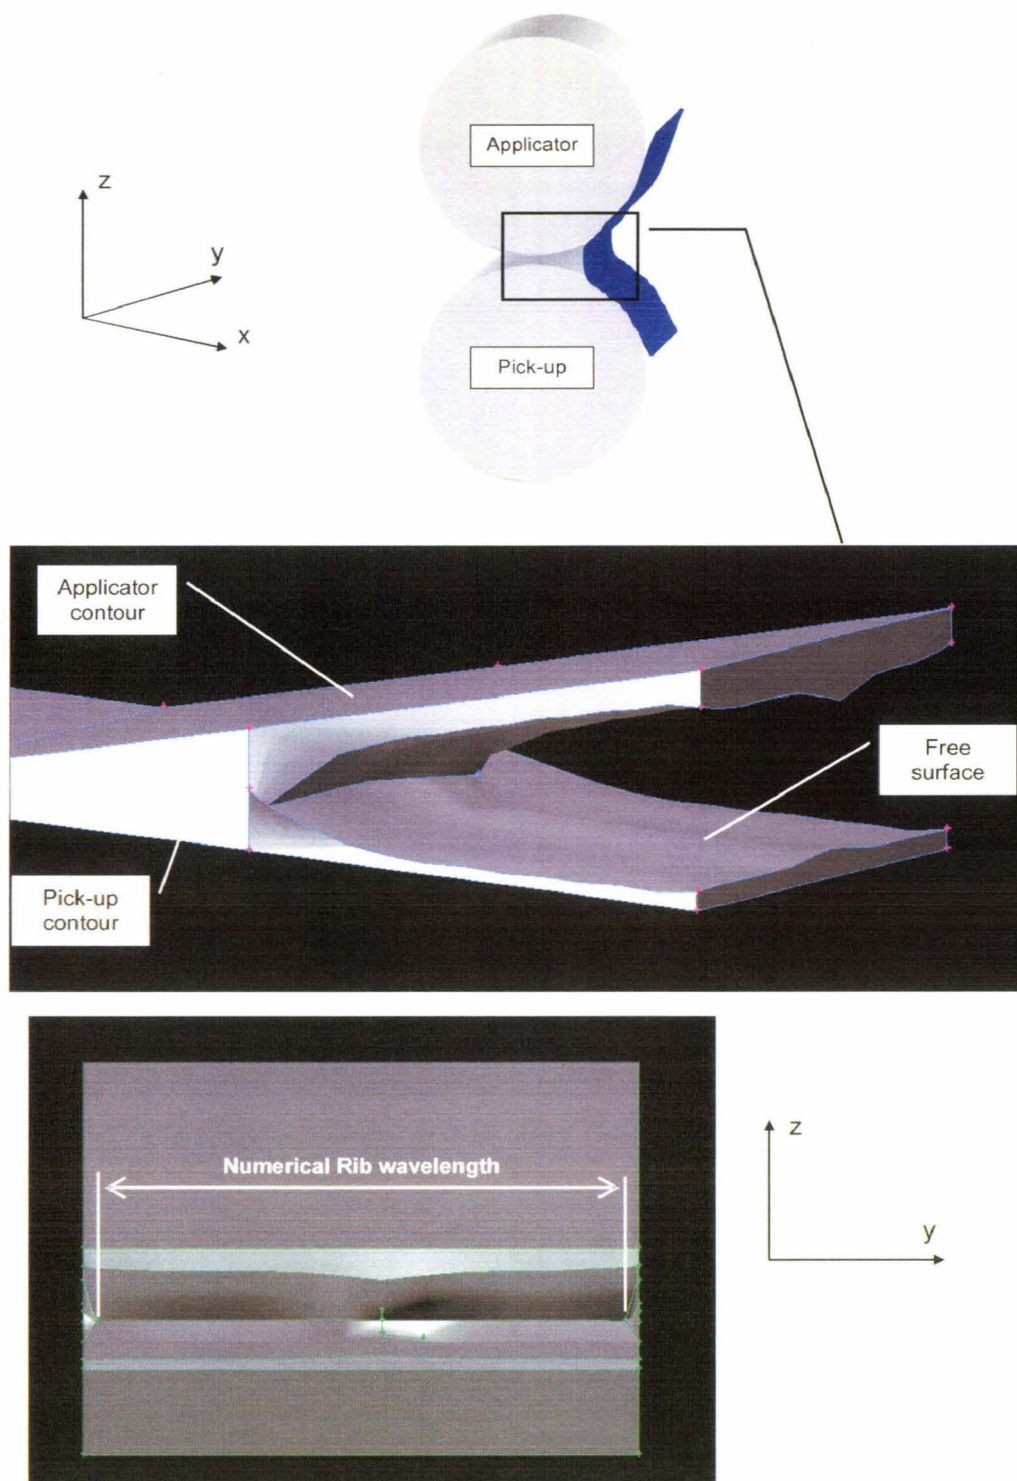 Applicator
z
y
x
Pick-up
Applicator
contour
Free
surface
Pick-up
contour
Numerical Rib wavelength
z
y